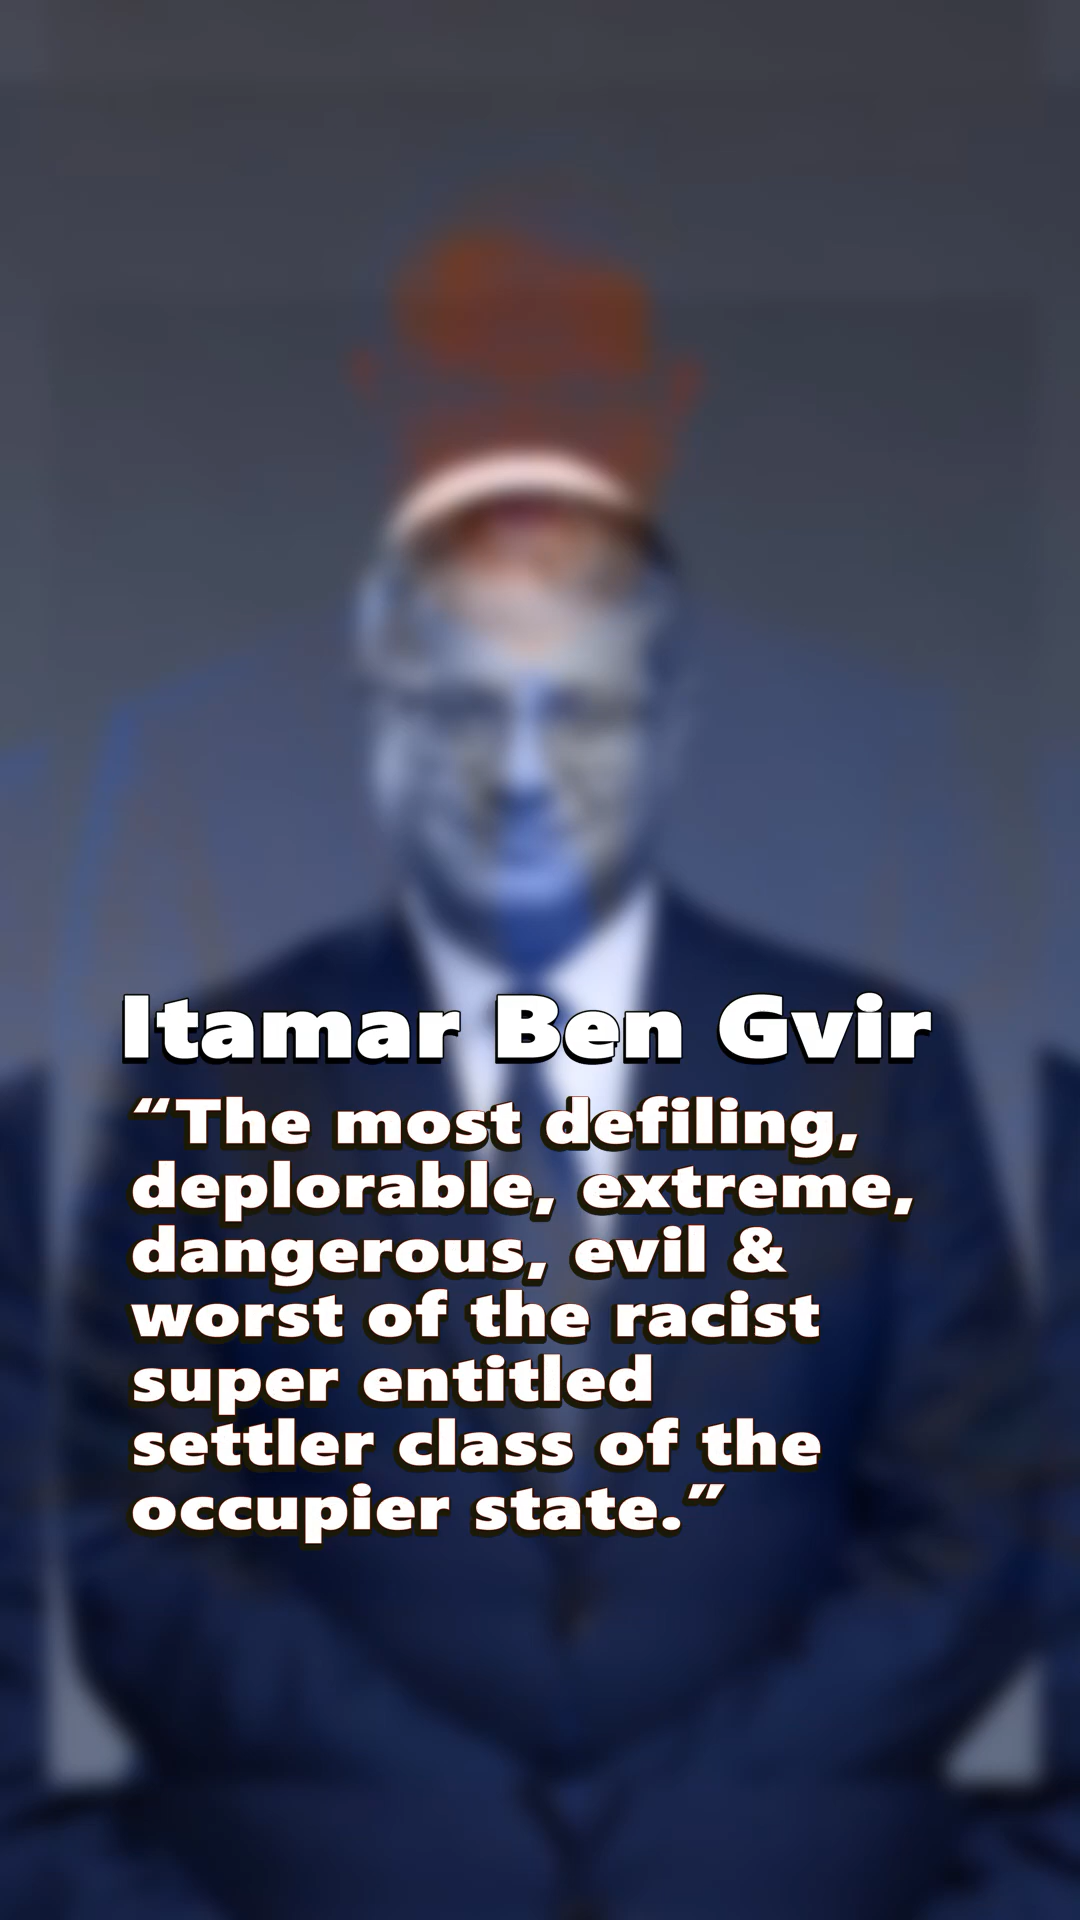 Itamar Ben Gvir
“The most defiling,
deplorable, extreme,
dangerous, evil &
worst of the racist
super entitled
settler class of the
occupier state.”